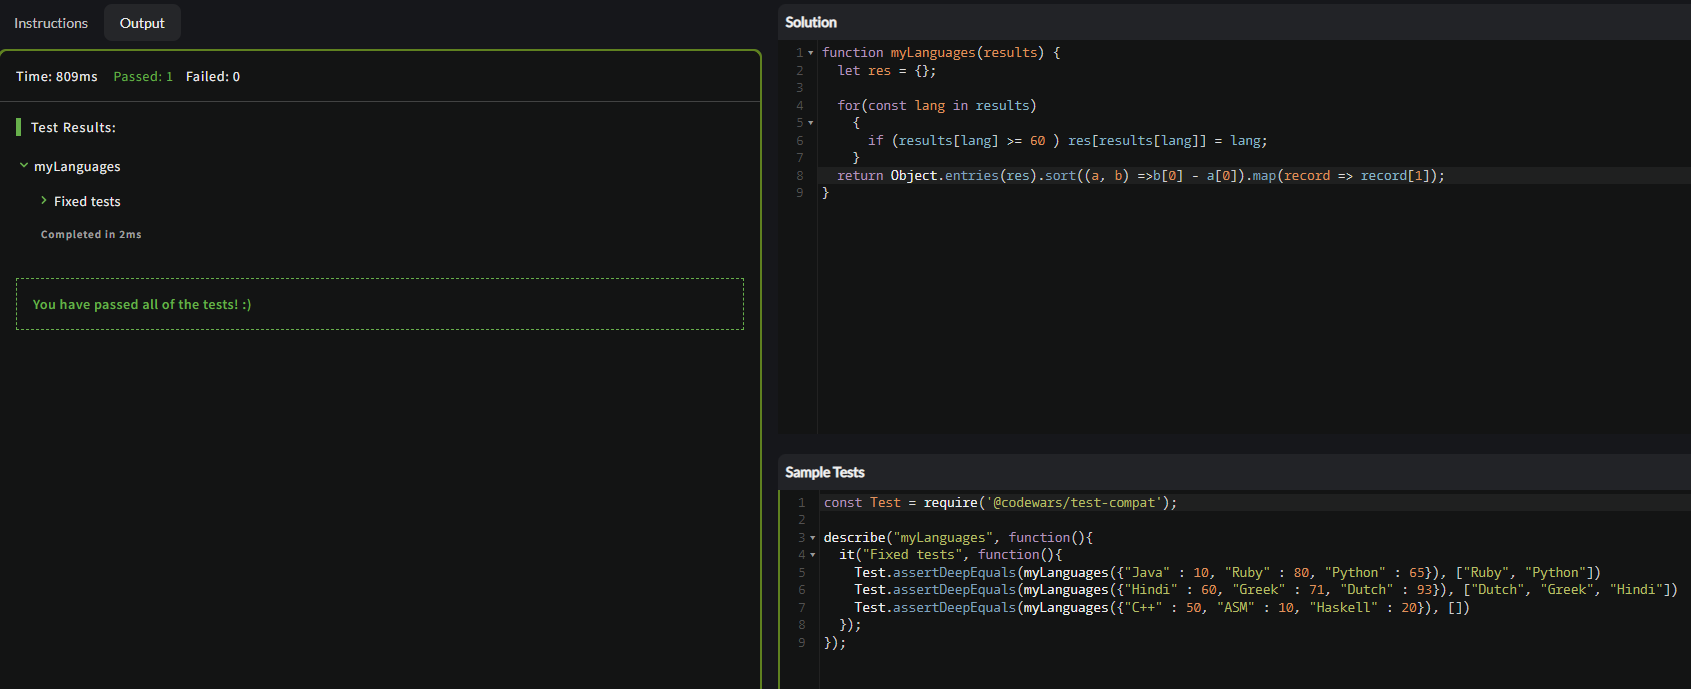 Instructions
Output
Time: 809ms Passed: 1 Failed: 0
Test Results:
myLanguages
Fixed tests
Completed in 2ms
You have passed all of the tests! :)
Solution
1 function myLanguages(results) {
2   let res = {};
3
4   for(const lang in results)
5     {
6       if (results[lang] >= 60 ) res[results[lang]] = lang;
7     }
8   return Object.entries(res).sort((a, b) =>b[0] - a[0]).map(record => record[1]);
9 }
Sample Tests
1 const Test = require('@codewars/test-compat');
2
3 describe("myLanguages", function(){
4   it("Fixed tests", function(){
5     Test.assertDeepEquals(myLanguages({"Java" : 10, "Ruby" : 80, "Python" : 65}), ["Ruby", "Python"])
6     Test.assertDeepEquals(myLanguages({"Hindi" : 60, "Greek" : 71, "Dutch" : 93}), ["Dutch", "Greek", "Hindi"])
7     Test.assertDeepEquals(myLanguages({"C++" : 50, "ASM" : 10, "Haskell" : 20}), [])
8   });
9 });